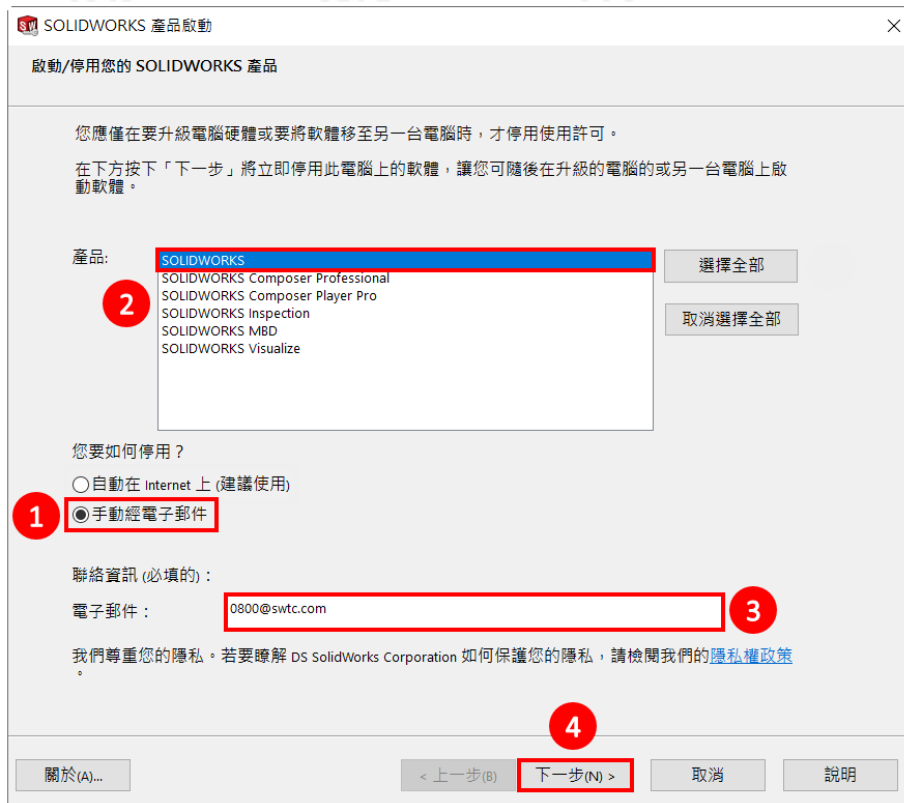 SOLIDWORKS 產品啟動
啟動/停用您的 SOLIDWORKS 產品
您應僅在要升級電腦硬體或要將軟體移至另一台電腦時，才停用使用許可。
在下方按下「下一步」將立即停用此電腦上的軟體，讓您可隨後在升級的電腦的或另一台電腦上啟
動軟體。
產品:
SOLIDWORKS
SOLIDWORKS Composer Professional
SOLIDWORKS Composer Player Pro
SOLIDWORKS Inspection
SOLIDWORKS MBD
SOLIDWORKS Visualize
選擇全部
取消選擇全部
2
您要如何停用？
自動在 Internet 上 (建議使用)
1
手動經電子郵件
聯絡資訊 (必填的)：
電子郵件：
0800@swtc.com
3
我們尊重您的隱私。若要瞭解 DS SolidWorks Corporation 如何保護您的隱私，請檢閱我們的隱私權政策
。
4
關於(A)...
< 上一步(B)
下一步(N) >
取消
說明